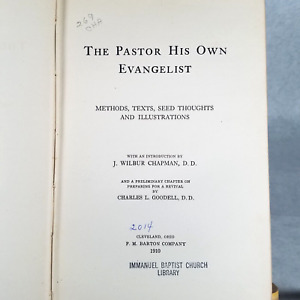 269
THE PASTOR HIS OWN
EVANGELIST
METHODS, TEXTS, SEED THOUGHTS
AND ILLUSTRATIONS
WITH AN INTRODUCTION BY
J. WILBUR CHAPMAN, D. D.
AND A PRELIMINARY CHAPTER ON
PREPARING FOR A REVIVAL
BY
CHARLES L. GOODELL, D.D.
2014
CLEVELAND, OHIO
F. M. BARTON COMPANY
1910
IMMANUEL BAPTIST CHURCH
LIBRARY